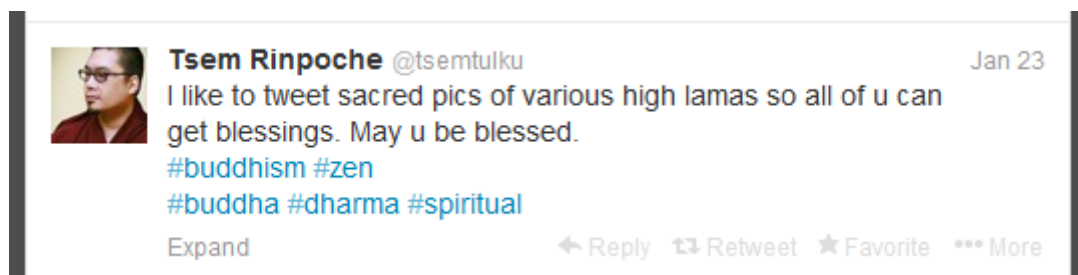 Tsem Rinpoche @tsemtulku Jan 23
I like to tweet sacred pics of various high lamas so all of u can
get blessings. May u be blessed.
#buddhism #zen
#buddha #dharma #spiritual
Expand Reply Retweet Favorite More